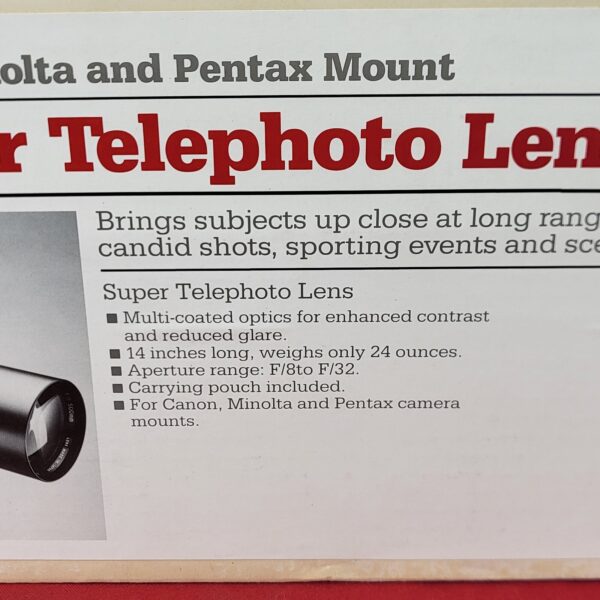 olta and Pentax Mount
r Telephoto Len
Brings subjects up close at long rang
candid shots, sporting events and sce
Super Telephoto Lens
■ Multi-coated optics for enhanced contrast
and reduced glare.
■ 14 inches long, weighs only 24 ounces.
■ Aperture range: F/8to F/32.
■ Carrying pouch included.
■ For Canon, Minolta and Pentax camera
mounts.